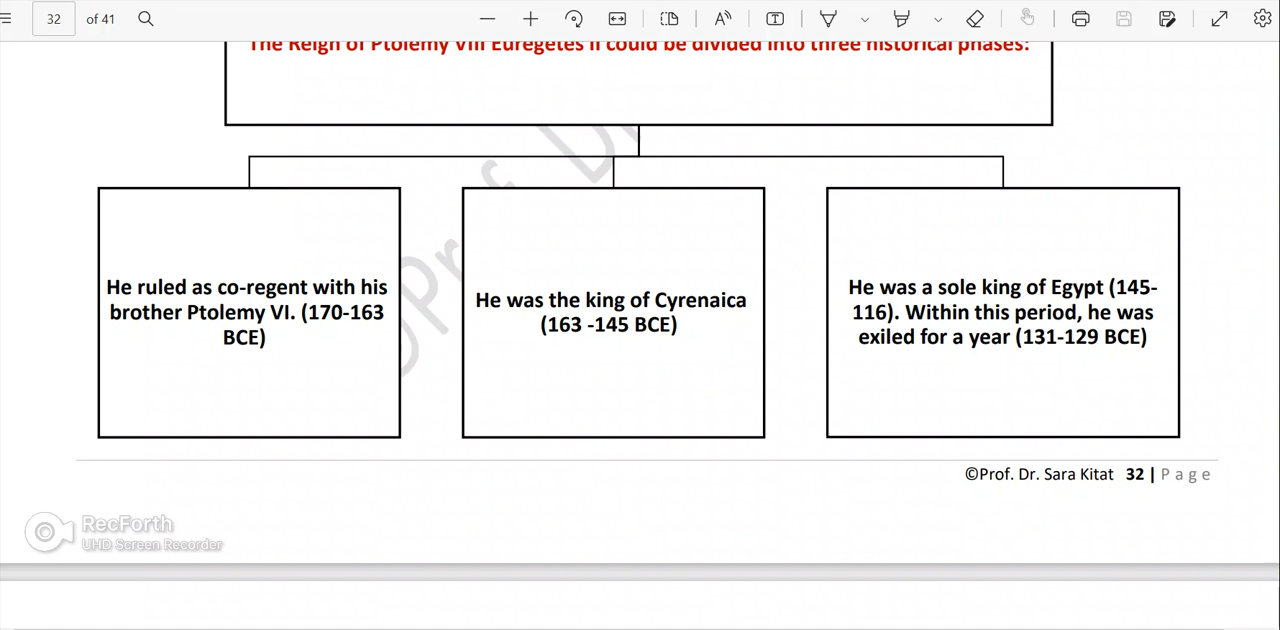 32 of 41
The Reign of Ptolemy VIII Euregetes II could be divided into three historical phases:
He ruled as co-regent with his
brother Ptolemy VI. (170-163
BCE)
He was the king of Cyrenaica
(163 -145 BCE)
He was a sole king of Egypt (145-
116). Within this period, he was
exiled for a year (131-129 BCE)
©Prof. Dr. Sara Kitat 32 | Page
RecForth
UHD Screen Recorder